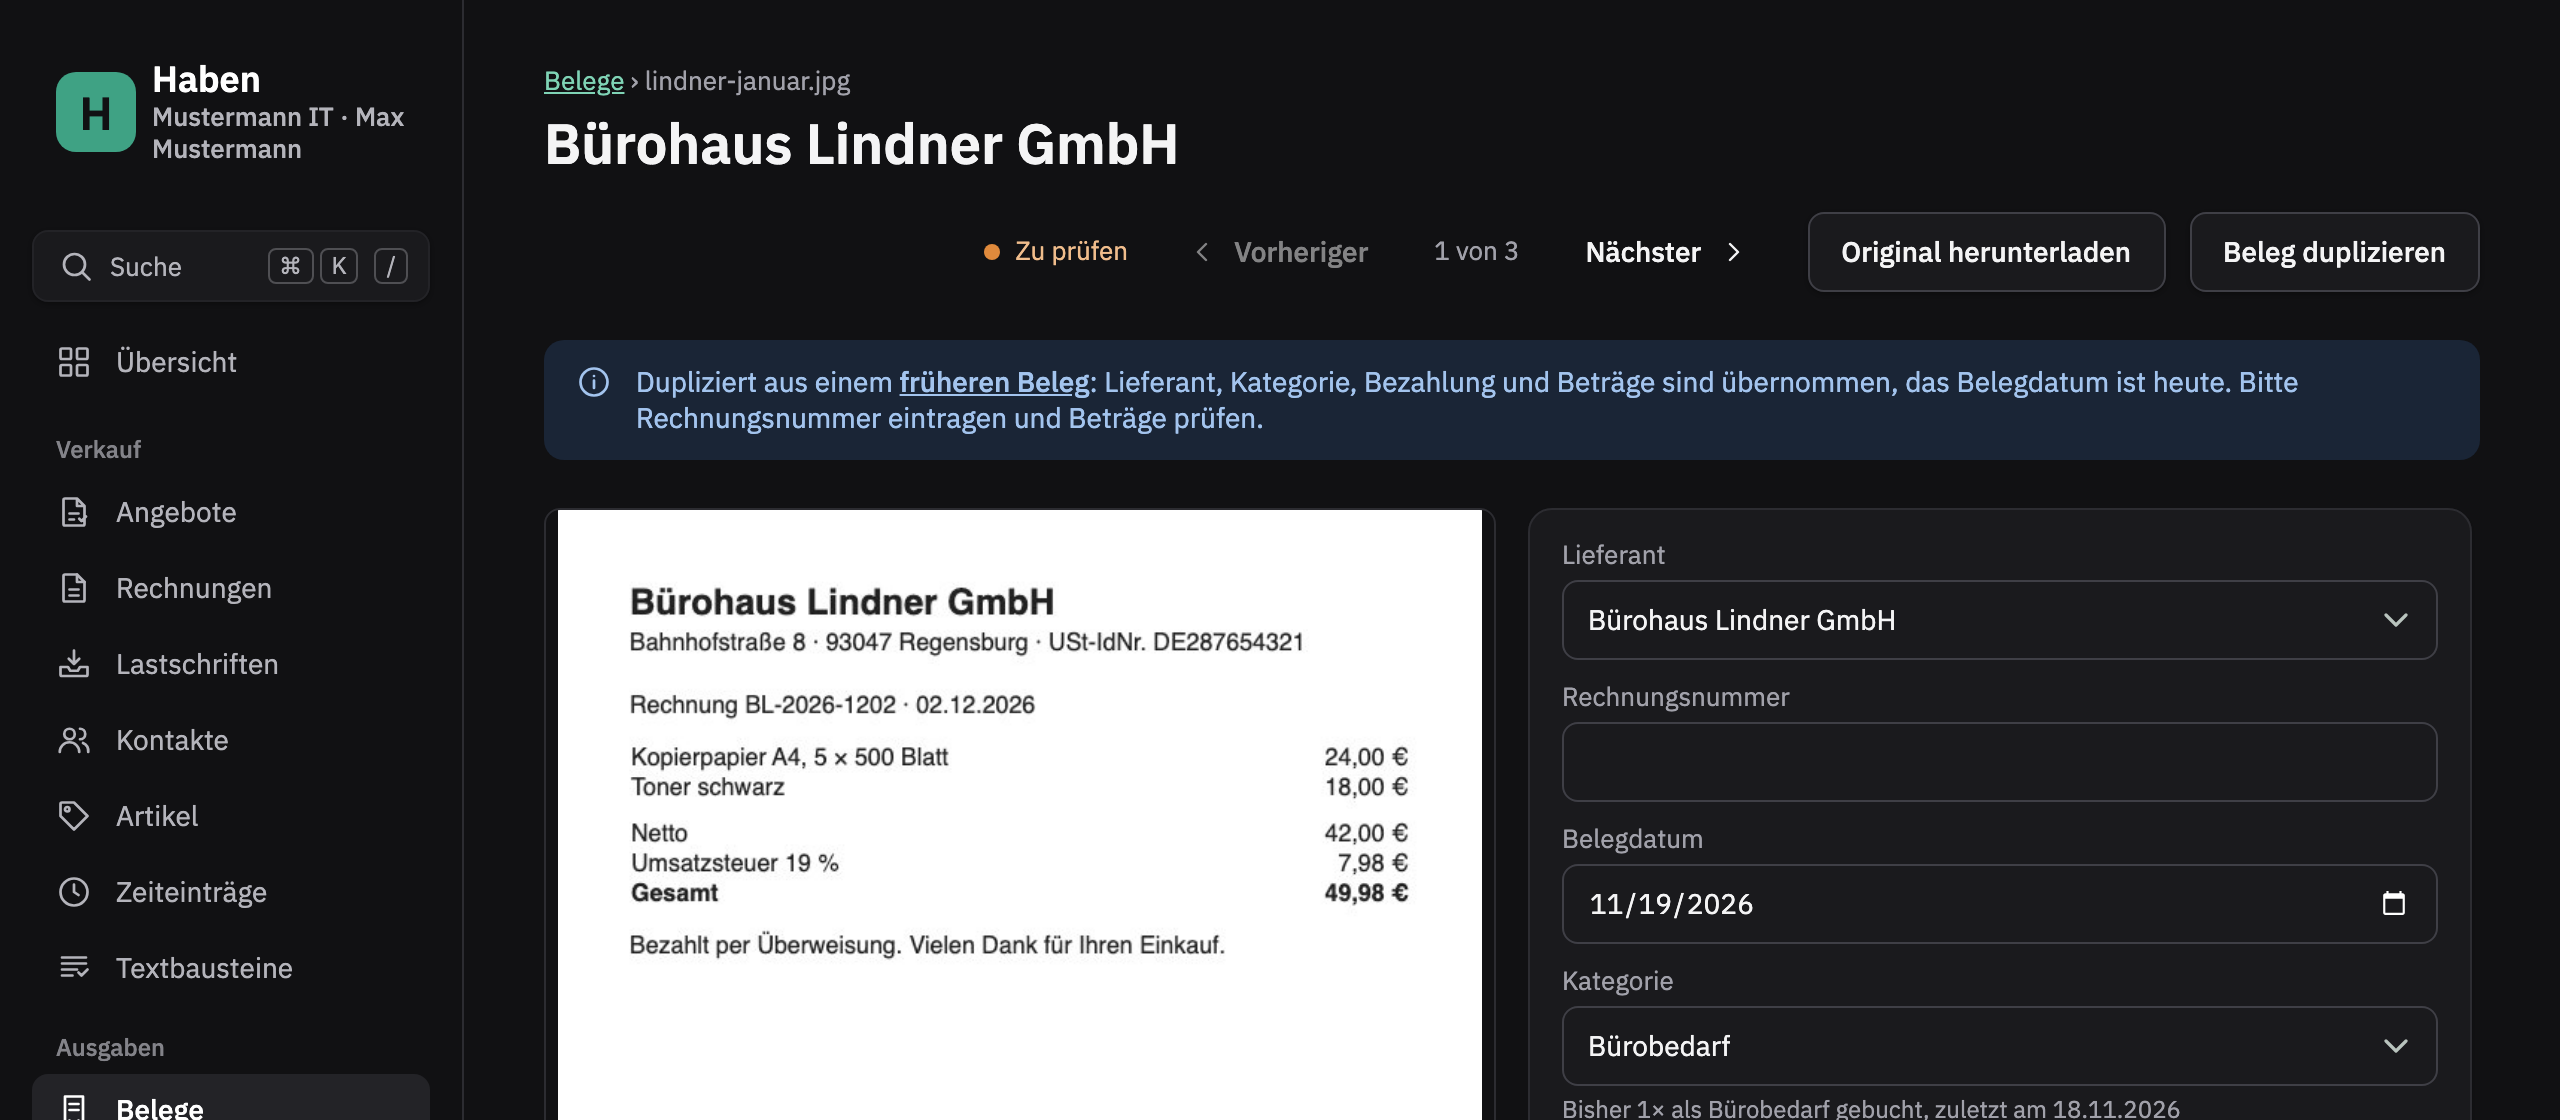 H
Haben
Mustermann IT · Max
Mustermann
Suche ⌘ K /
Übersicht
Verkauf
Angebote
Rechnungen
Lastschriften
Kontakte
Artikel
Zeiteinträge
Textbausteine
Ausgaben
Belege
Belege › lindner-januar.jpg
Bürohaus Lindner GmbH
Zu prüfen
Vorheriger
1 von 3
Nächster
Original herunterladen
Beleg duplizieren
Dupliziert aus einem früheren Beleg: Lieferant, Kategorie, Bezahlung und Beträge sind übernommen, das Belegdatum ist heute. Bitte
Rechnungsnummer eintragen und Beträge prüfen.
Bürohaus Lindner GmbH
Bahnhofstraße 8 · 93047 Regensburg · USt-IdNr. DE287654321
Rechnung BL-2026-1202 · 02.12.2026
Kopierpapier A4, 5 × 500 Blatt 24,00 €
Toner schwarz 18,00 €
Netto 42,00 €
Umsatzsteuer 19 % 7,98 €
Gesamt 49,98 €
Bezahlt per Überweisung. Vielen Dank für Ihren Einkauf.
Lieferant
Bürohaus Lindner GmbH
Rechnungsnummer
Belegdatum
11/19/2026
Kategorie
Bürobedarf
Bisher 1× als Bürobedarf gebucht, zuletzt am 18.11.2026